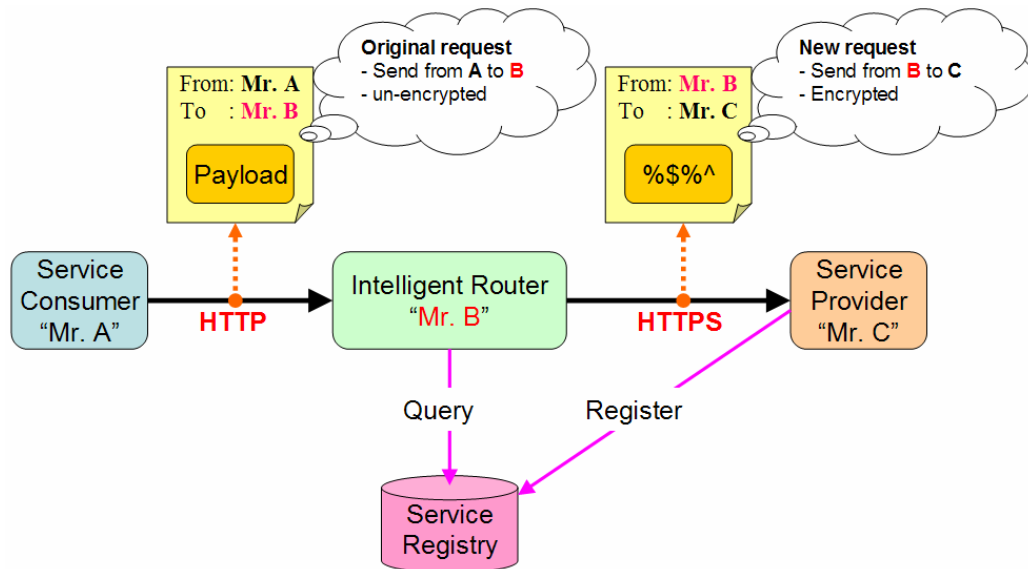 Original request
- Send from A to B
- un-encrypted
From: Mr. A
To : Mr. B
Payload
New request
- Send from B to C
- Encrypted
From: Mr. B
To : Mr. C
%$%^
Service
Consumer
“Mr. A”
HTTP
Intelligent Router
“Mr. B”
HTTPS
Service
Provider
“Mr. C”
Query
Register
Service
Registry